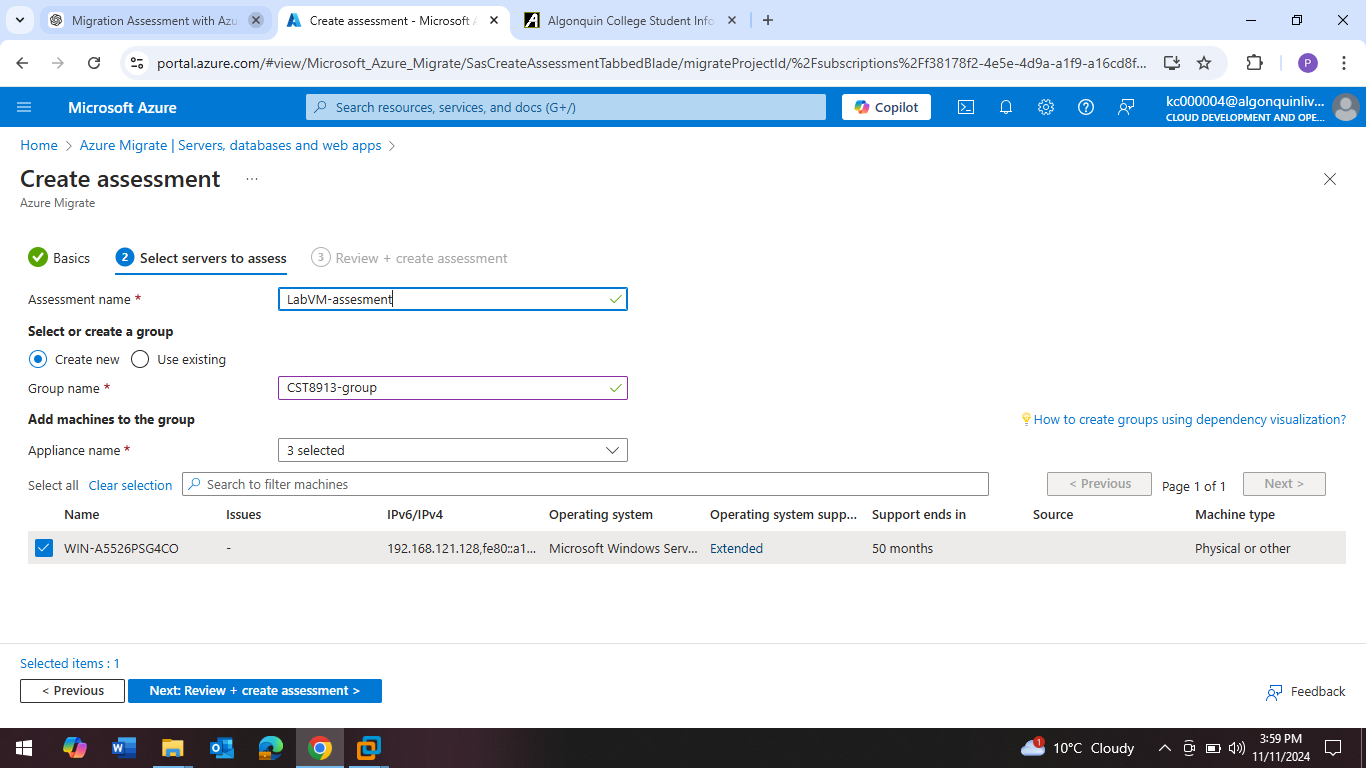 Migration Assessment with Azu
Create assessment - Microsoft A
Algonquin College Student Info
portal.azure.com/#view/Microsoft_Azure_Migrate/SasCreateAssessmentTabbedBlade/migrateProjectId/%2Fsubscriptions%2Ff38178f2-4e5e-4d9a-a1f9-a16cd8f...
P
Microsoft Azure
Search resources, services, and docs (G+/)
Copilot
kc000004@algonquinliv...
CLOUD DEVELOPMENT AND OPE...
Home > Azure Migrate | Servers, databases and web apps >
Create assessment ...
Azure Migrate
Basics
2 Select servers to assess
3 Review + create assessment
Assessment name * LabVM-assesment
Select or create a group
Create new Use existing
Group name * CST8913-group
Add machines to the group
How to create groups using dependency visualization?
Appliance name * 3 selected
Select all Clear selection Search to filter machines < Previous Page 1 of 1 Next >
Name Issues IPv6/IPv4 Operating system Operating system supp... Support ends in Source Machine type
WIN-A5526PSG4CO - 192.168.121.128,fe80::a1... Microsoft Windows Serv... Extended 50 months Physical or other
Selected items : 1
< Previous Next: Review + create assessment > Feedback
1 10°C Cloudy
3:59 PM
11/11/2024